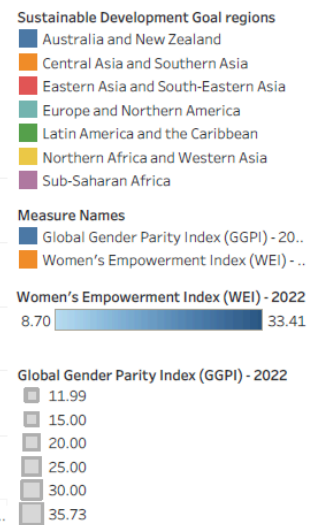 Sustainable Development Goal regions
Australia and New Zealand
Central Asia and Southern Asia
Eastern Asia and South-Eastern Asia
Europe and Northern America
Latin America and the Caribbean
Northern Africa and Western Asia
Sub-Saharan Africa
Measure Names
Global Gender Parity Index (GGPI) - 20..
Women's Empowerment Index (WEI) - ..
Women's Empowerment Index (WEI) - 2022
8.70 33.41
Global Gender Parity Index (GGPI) - 2022
11.99
15.00
20.00
25.00
30.00
35.73